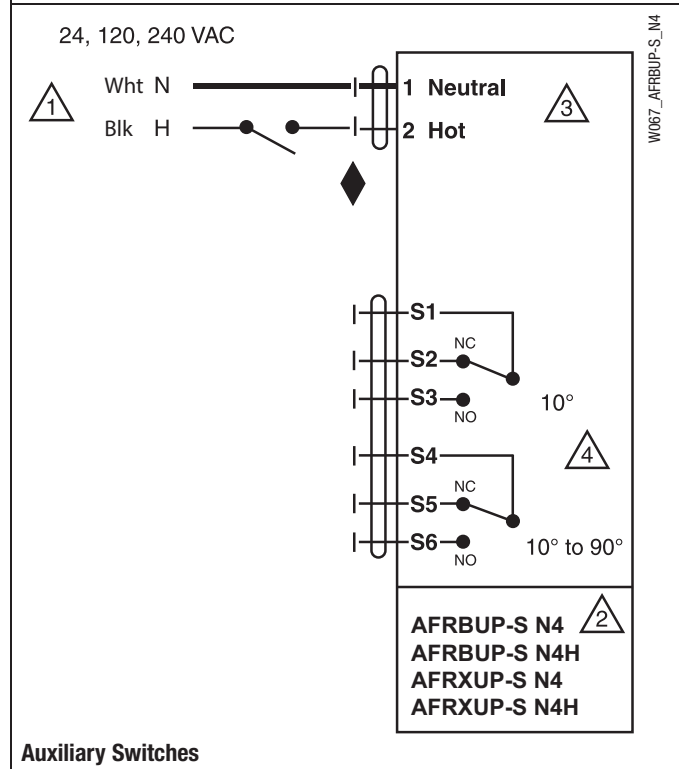 24, 120, 240 VAC
W067_AFRBUP-S_N4
1
Wht N
1 Neutral
3
Blk H
2 Hot
S1
S2
NC
S3
NO
10°
S4
4
S5
NC
S6
NO
10° to 90°
AFRBUP-S N4
2
AFRBUP-S N4H
AFRXUP-S N4
AFRXUP-S N4H
Auxiliary Switches